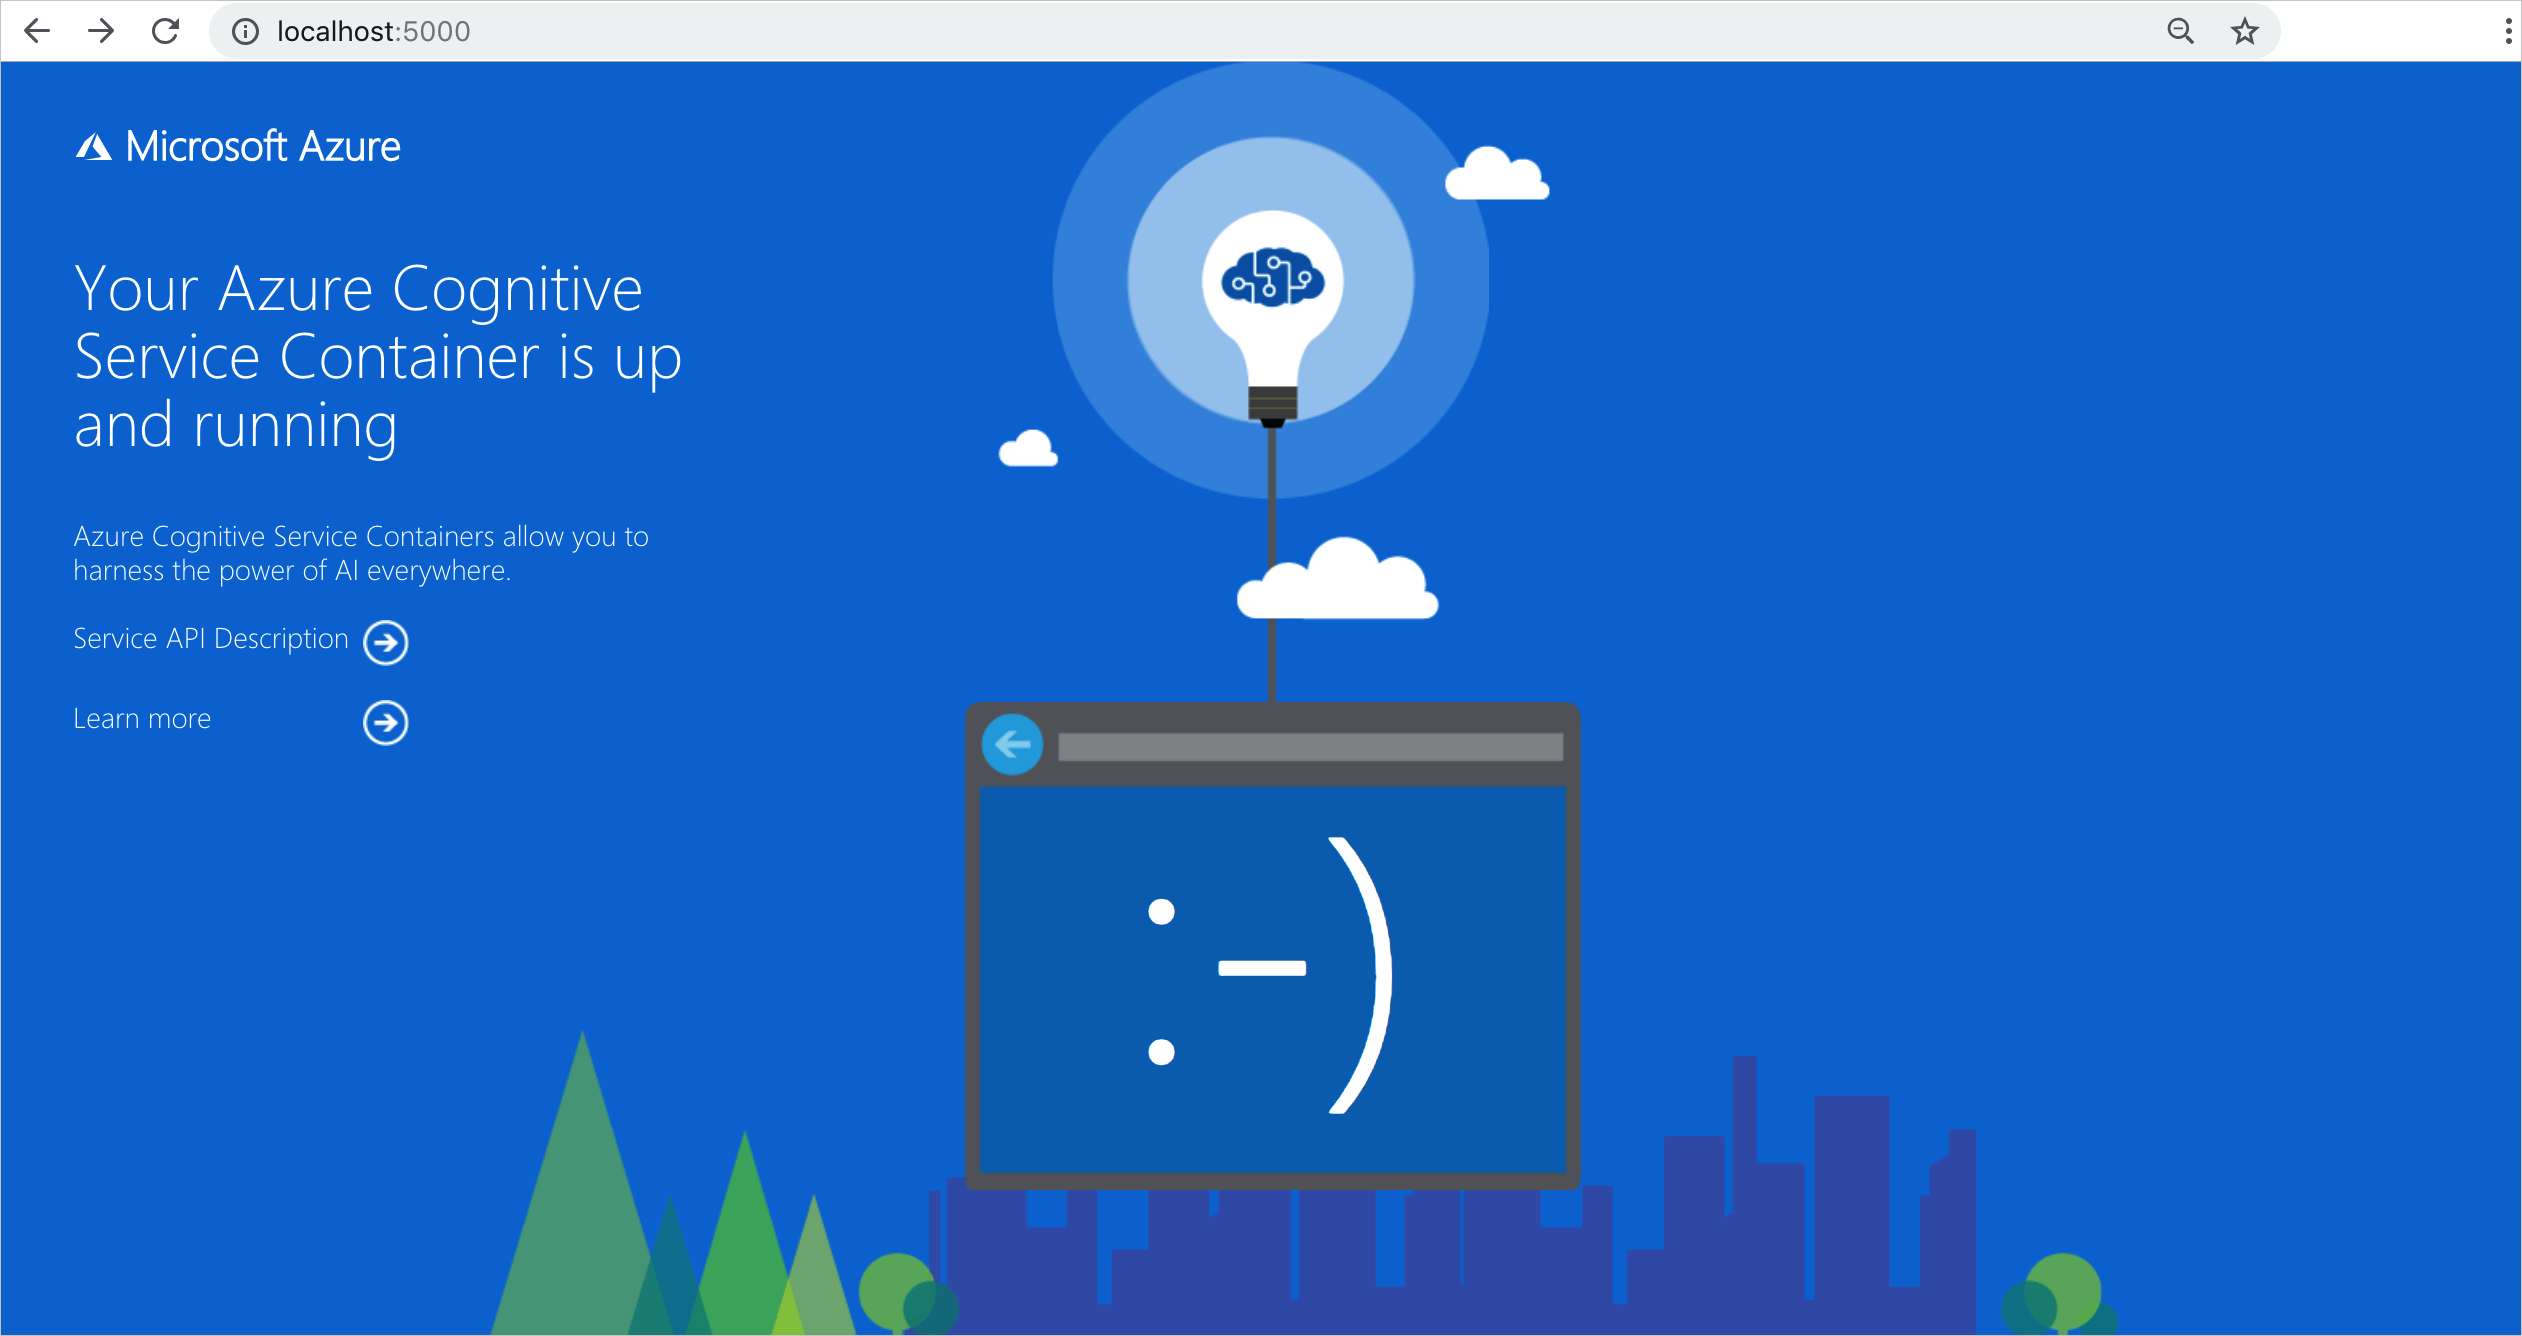 localhost:5000
Microsoft Azure
Your Azure Cognitive
Service Container is up
and running
Azure Cognitive Service Containers allow you to
harness the power of AI everywhere.
Service API Description
Learn more
:-)